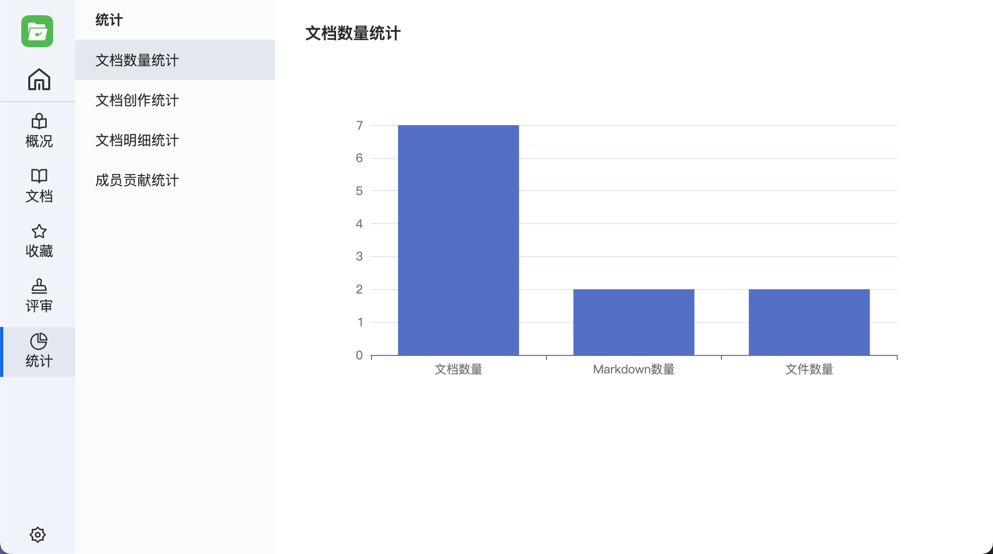 概况
文档
收藏
评审
统计
统计
文档数量统计
文档创作统计
文档明细统计
成员贡献统计
文档数量统计
7
6
5
4
3
2
1
0
文档数量
Markdown数量
文件数量